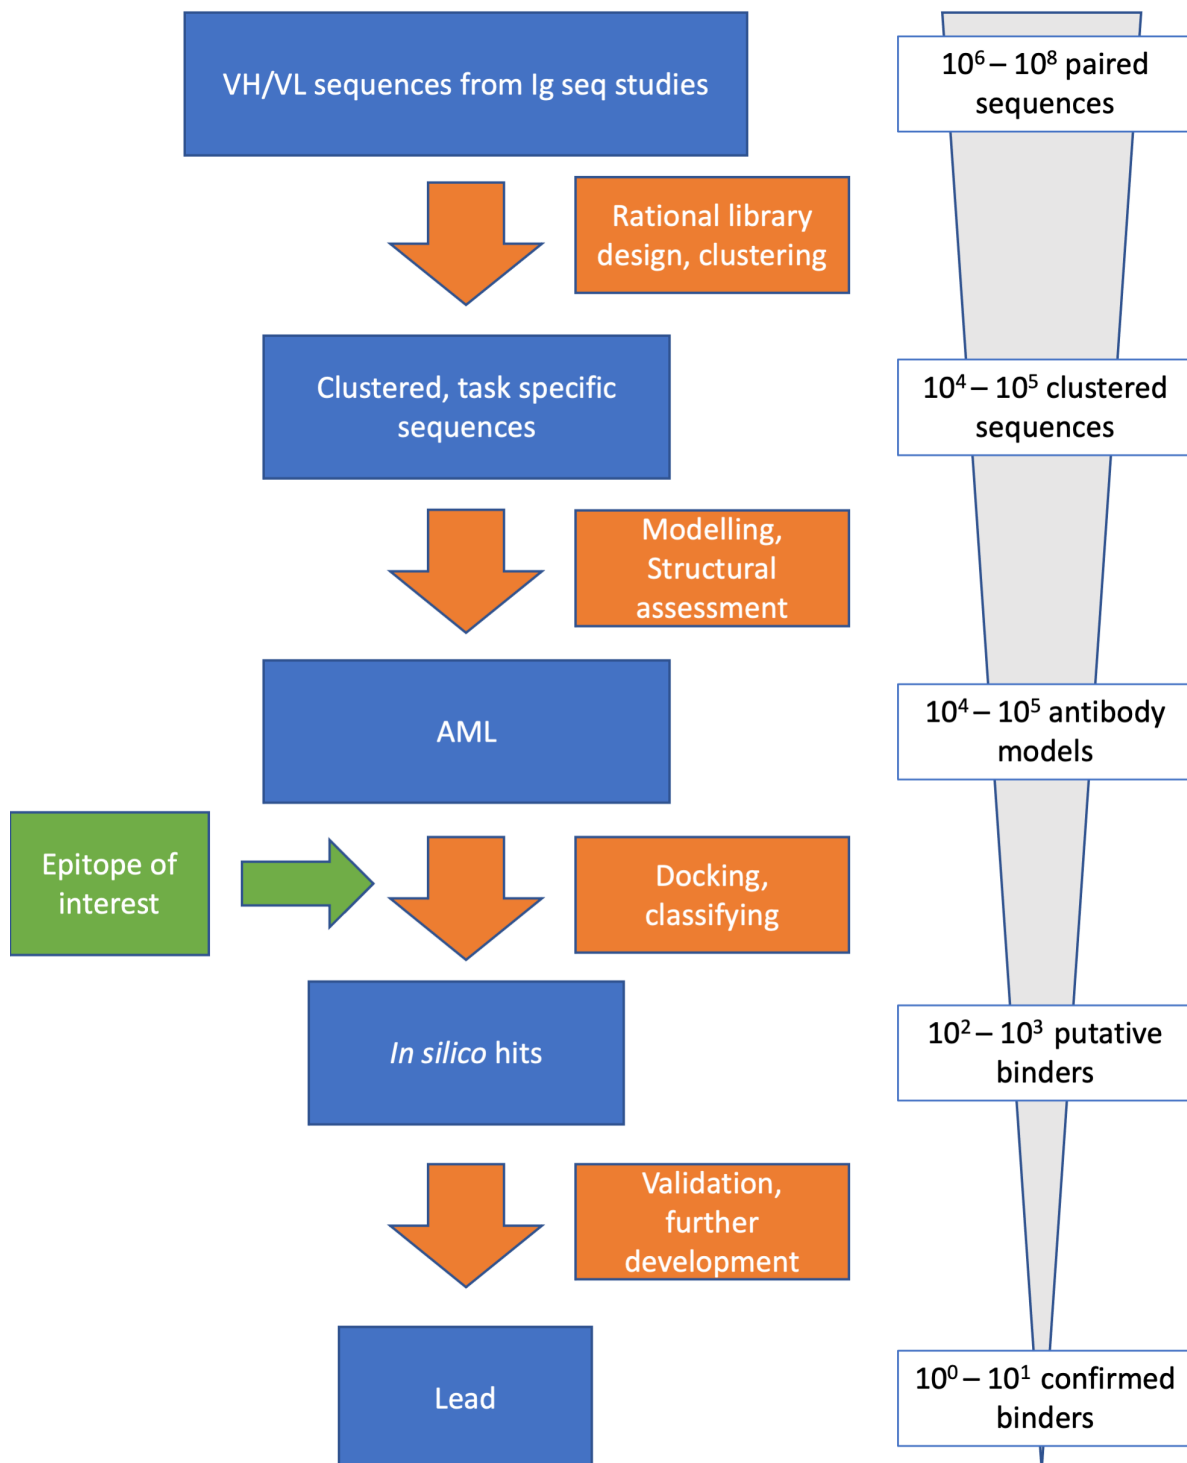 VH/VL sequences from Ig seq studies
10⁶ – 10⁸ paired
sequences
Rational library
design, clustering
Clustered, task specific
sequences
10⁴ – 10⁵ clustered
sequences
Modelling,
Structural
assessment
AML
10⁴ – 10⁵ antibody
models
Epitope of
interest
Docking,
classifying
In silico hits
10² – 10³ putative
binders
Validation,
further
development
Lead
10⁰ – 10¹ confirmed
binders